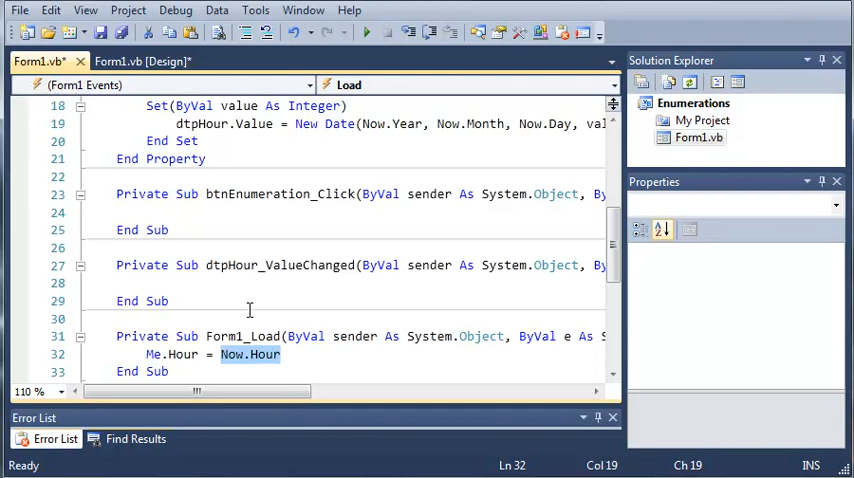 File Edit View Project Debug Data Tools Window Help
Form1.vb* Form1.vb [Design]*
(Form1 Events) Load
18 Set(ByVal value As Integer)
19 dtpHour.Value = New Date(Now.Year, Now.Month, Now.Day, val
20 End Set
21 End Property
22
23 Private Sub btnEnumeration_Click(ByVal sender As System.Object, By
24
25 End Sub
26
27 Private Sub dtpHour_ValueChanged(ByVal sender As System.Object, By
28
29 End Sub
30
31 Private Sub Form1_Load(ByVal sender As System.Object, ByVal e As S
32 Me.Hour = Now.Hour
33 End Sub
110 %
Solution Explorer
Enumerations
My Project
Form1.vb
Properties
Error List
Error List Find Results
Ready Ln 32 Col 19 Ch 19 INS